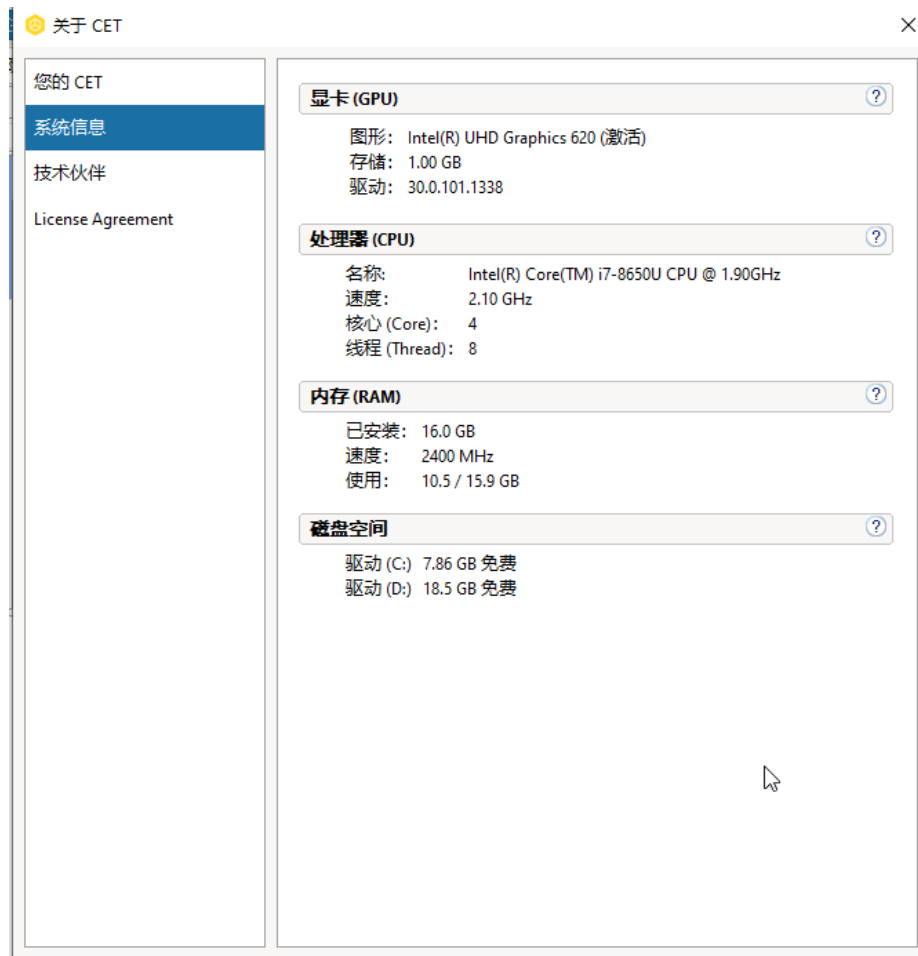 关于 CET
您的 CET
系统信息
技术伙伴
License Agreement
显卡 (GPU)
图形： Intel(R) UHD Graphics 620 (激活)
存储： 1.00 GB
驱动： 30.0.101.1338
处理器 (CPU)
名称: Intel(R) Core(TM) i7-8650U CPU @ 1.90GHz
速度： 2.10 GHz
核心 (Core)： 4
线程 (Thread)： 8
内存 (RAM)
已安装： 16.0 GB
速度： 2400 MHz
使用： 10.5 / 15.9 GB
磁盘空间
驱动 (C:) 7.86 GB 免费
驱动 (D:) 18.5 GB 免费